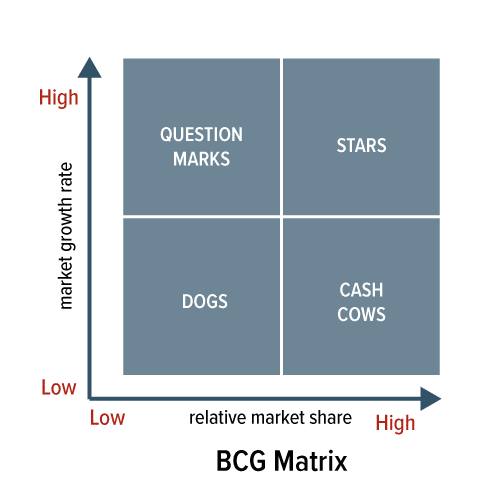 High
QUESTION
MARKS
STARS
market growth rate
DOGS
CASH
COWS
Low
Low
relative market share
High
BCG Matrix